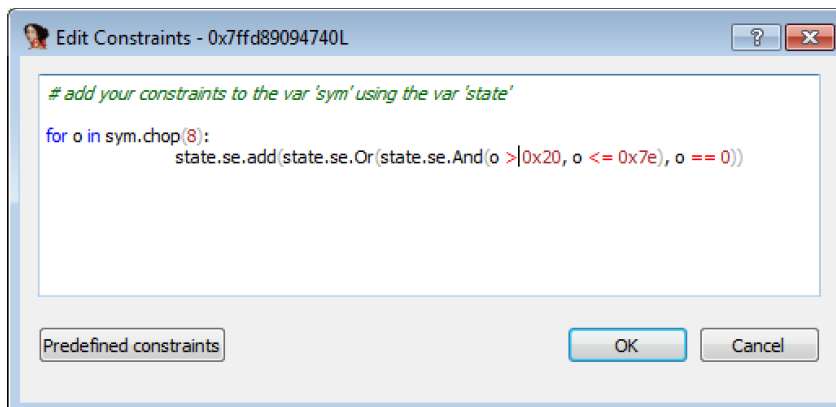 Edit Constraints - 0x7ffd89094740L
?
# add your constraints to the var 'sym' using the var 'state'
for o in sym.chop(8):
state.se.add(state.se.Or(state.se.And(o >0x20, o <= 0x7e), o == 0))
Predefined constraints
OK
Cancel